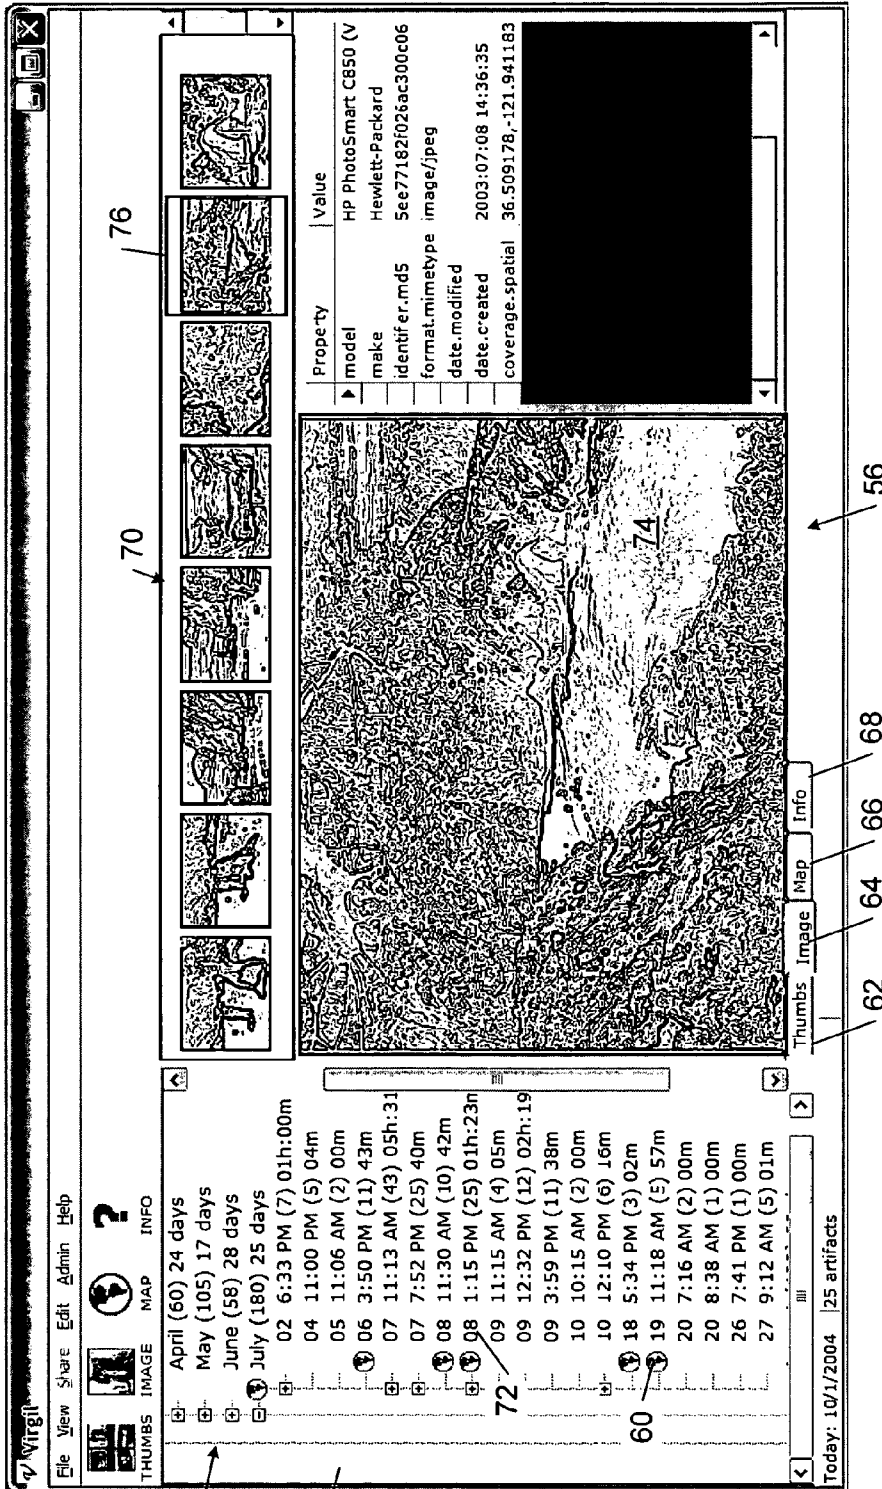 Virgil
File View Share Edit Admin Help
THUMBS IMAGE MAP INFO
April (60) 24 days
May (105) 17 days
June (58) 28 days
July (180) 25 days
02 6:33 PM (7) 01h:00m
04 11:00 PM (5) 04m
05 11:06 AM (2) 00m
06 3:50 PM (11) 43m
07 11:13 AM (43) 05h:31
07 7:52 PM (25) 40m
08 11:30 AM (10) 42m
08 1:15 PM (25) 01h:23m
09 11:15 AM (4) 05m
09 12:32 PM (12) 02h:19
09 3:59 PM (11) 38m
10 10:15 AM (2) 00m
10 12:10 PM (6) 16m
18 5:34 PM (3) 02m
19 11:18 AM (5) 57m
20 7:16 AM (2) 00m
20 8:38 AM (1) 00m
26 7:41 PM (1) 00m
27 9:12 AM (5) 01m
72
60
Today: 10/1/2004 25 artifacts
70
76
74
Property Value
model HP PhotoSmart C850 (V
make Hewlett-Packard
identifer.md5 5ee77182f026ac300c06
format.mimetype image/jpeg
date.modified
date.created 2003:07:08 14:36:35
coverage.spatial 36.509178,-121.941183
Thumbs Image Map Info
62 64 66 68 56